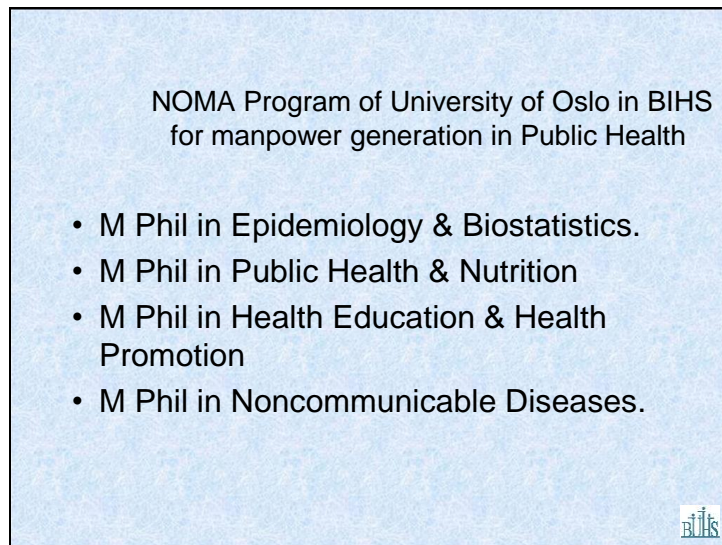 NOMA Program of University of Oslo in BIHS
for manpower generation in Public Health
• M Phil in Epidemiology & Biostatistics.
• M Phil in Public Health & Nutrition
• M Phil in Health Education & Health
Promotion
• M Phil in Noncommunicable Diseases.
BIHS